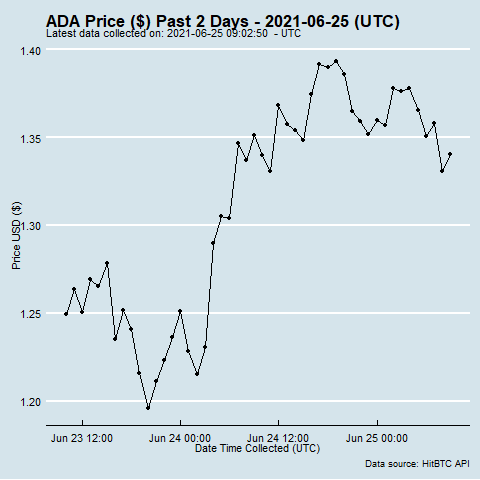 ADA Price ($) Past 2 Days - 2021-06-25 (UTC)
Latest data collected on: 2021-06-25 09:02:50 - UTC
1.40
1.35
1.30
1.25
1.20
Price USD ($)
Jun 23 12:00 Jun 24 00:00 Jun 24 12:00 Jun 25 00:00
Date Time Collected (UTC)
Data source: HitBTC API